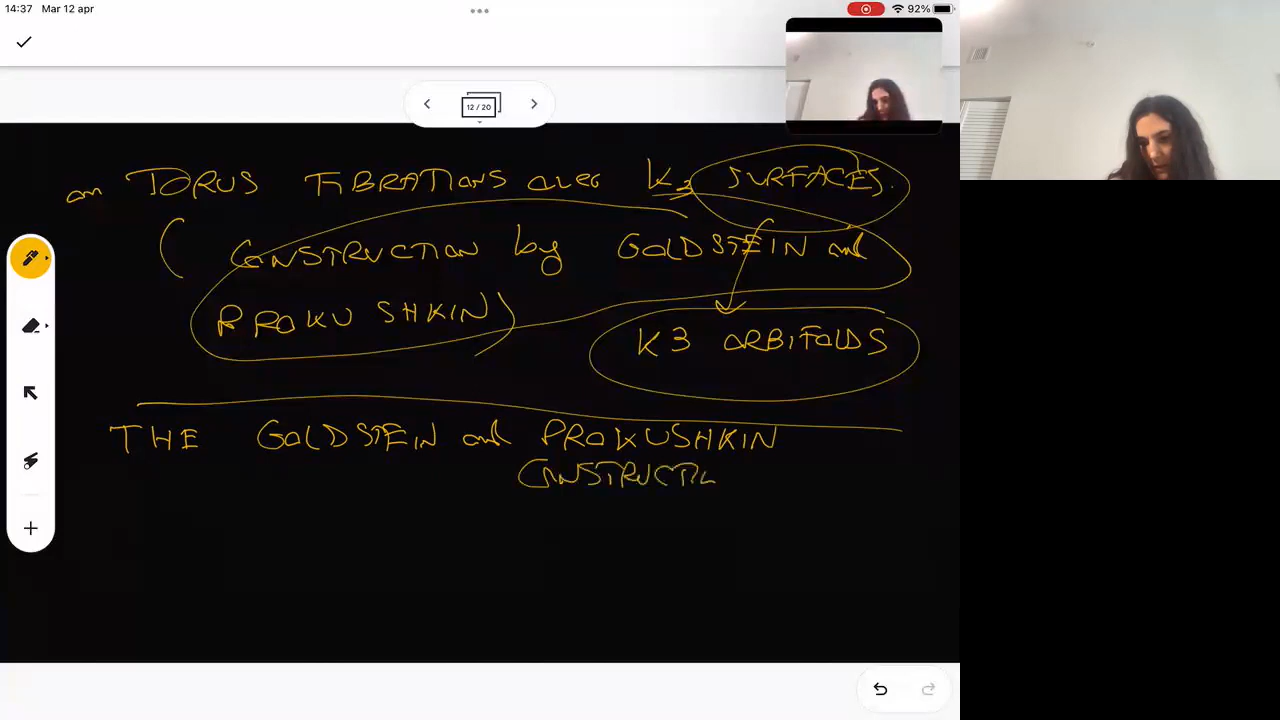 14:37 Mar 12 apr
92%
12 / 20
on TORUS FIBRATIONS over K3 SURFACES.
( CONSTRUCTION by GOLDSTEIN and
PROKUSHKIN)
K3 ORBIFOLDS
THE GOLDSTEIN and PROKUSHKIN
CONSTRUCTI